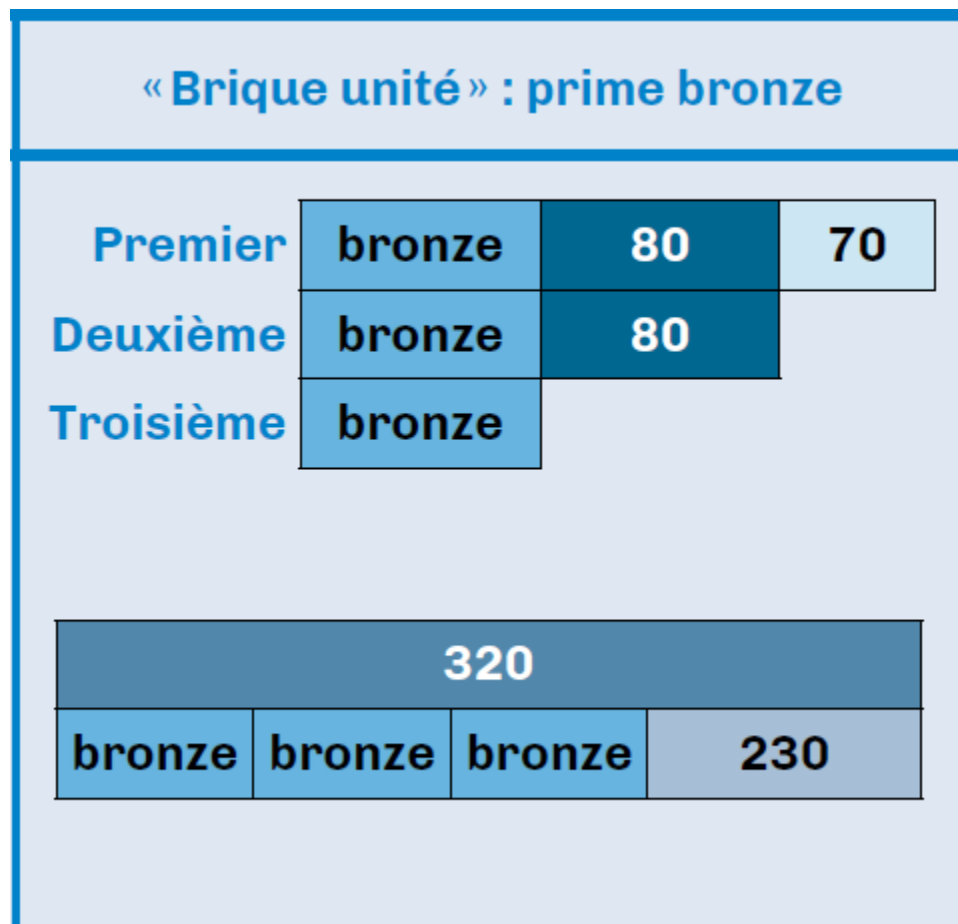 « Brique unité » : prime bronze
Premier bronze 80 70
Deuxième bronze 80
Troisième bronze
320
bronze bronze bronze 230